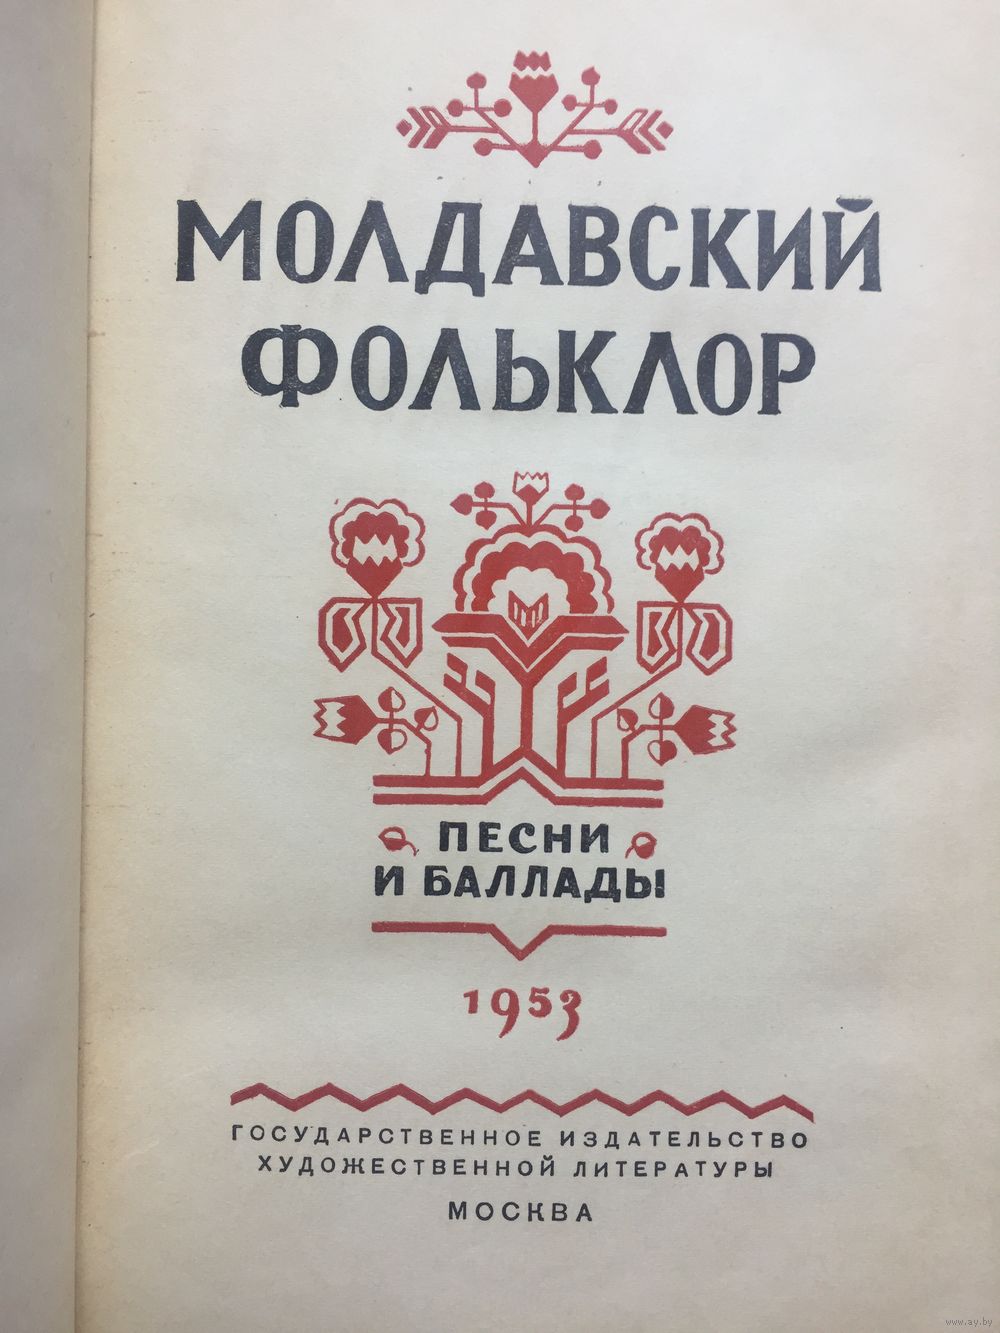 МОЛДАВСКИЙ
ФОЛЬКЛОР
ПЕСНИ
И БАЛЛАДЫ
1953
ГОСУДАРСТВЕННОЕ ИЗДАТЕЛЬСТВО
ХУДОЖЕСТВЕННОЙ ЛИТЕРАТУРЫ
МОСКВА
www.ay.by